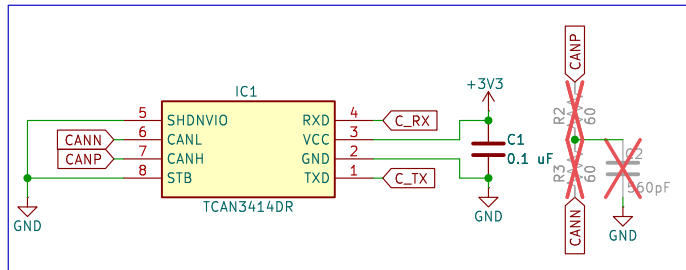 IC1
+3V3
CANP
5 SHDNVIO RXD 4 C_RX
CANN 6 CANL VCC 3
CANP 7 CANH GND 2
8 STB TXD 1 C_TX
TCAN3414DR
GND
C1
0.1 uF
GND
R2
60
R3
60
C2
560pF
CANN
GND